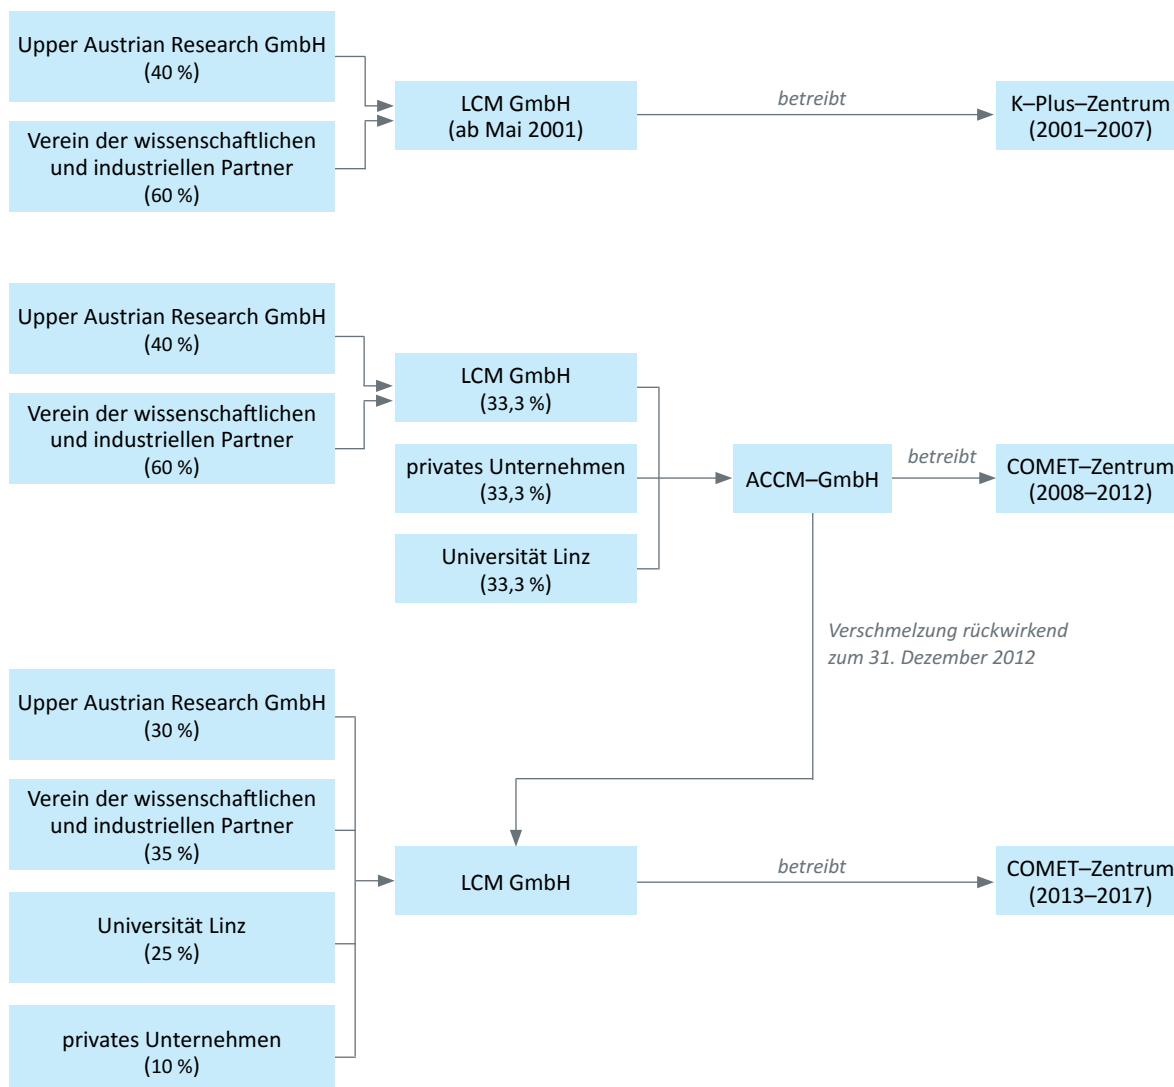 Upper Austrian Research GmbH
(40 %)
Verein der wissenschaftlichen
und industriellen Partner
(60 %)
LCM GmbH
(ab Mai 2001)
betreibt
K–Plus–Zentrum
(2001–2007)
Upper Austrian Research GmbH
(40 %)
Verein der wissenschaftlichen
und industriellen Partner
(60 %)
LCM GmbH
(33,3 %)
privates Unternehmen
(33,3 %)
Universität Linz
(33,3 %)
ACCM–GmbH
betreibt
COMET–Zentrum
(2008–2012)
Verschmelzung rückwirkend
zum 31. Dezember 2012
Upper Austrian Research GmbH
(30 %)
Verein der wissenschaftlichen
und industriellen Partner
(35 %)
Universität Linz
(25 %)
privates Unternehmen
(10 %)
LCM GmbH
betreibt
COMET–Zentrum
(2013–2017)